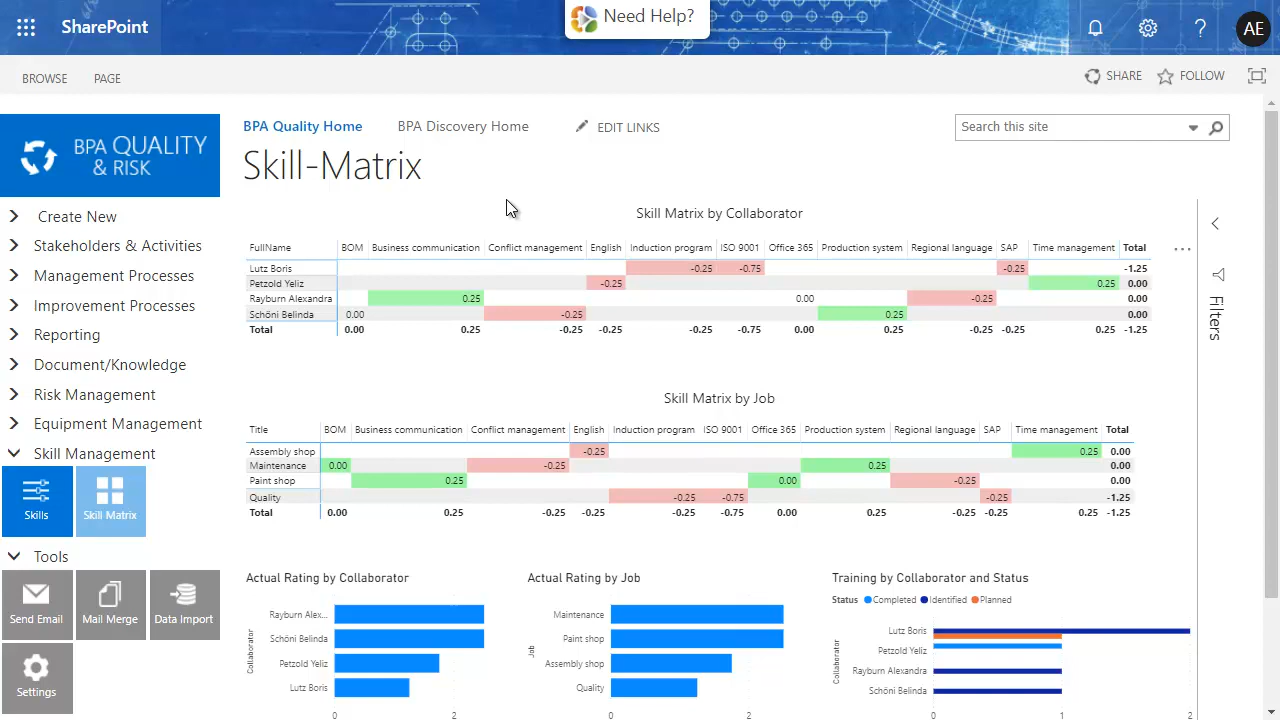 SharePoint
Need Help?
AE
BROWSE PAGE
SHARE FOLLOW
BPA QUALITY
& RISK
BPA Quality Home BPA Discovery Home EDIT LINKS
Search this site
Skill-Matrix
Create New
Stakeholders & Activities
Management Processes
Improvement Processes
Reporting
Document/Knowledge
Risk Management
Equipment Management
Skill Management
Skills
Skill Matrix
Tools
Send Email
Mail Merge
Data Import
Settings
Skill Matrix by Collaborator
FullName BOM Business communication Conflict management English Induction program ISO 9001 Office 365 Production system Regional language SAP Time management Total
Lutz Boris -0.25 -0.75 -0.25 -1.25
Petzold Yeliz -0.25 0.25 0.00
Rayburn Alexandra 0.25 0.00 -0.25 0.00
Schöni Belinda 0.00 -0.25 0.25 0.00
Total 0.00 0.25 -0.25 -0.25 -0.25 -0.75 0.00 0.25 -0.25 -0.25 0.25 -1.25
Filters
Skill Matrix by Job
Title BOM Business communication Conflict management English Induction program ISO 9001 Office 365 Production system Regional language SAP Time management Total
Assembly shop -0.25 0.25 0.00
Maintenance 0.00 -0.25 0.25 0.00
Paint shop 0.25 0.00 -0.25 0.00
Quality -0.25 -0.75 -0.25 -1.25
Total 0.00 0.25 -0.25 -0.25 -0.25 -0.75 0.00 0.25 -0.25 -0.25 0.25 -1.25
Actual Rating by Collaborator
Collaborator
Rayburn Alex...
Schöni Belinda
Petzold Yeliz
Lutz Boris
0 2
Actual Rating by Job
Job
Maintenance
Paint shop
Assembly shop
Quality
0 2
Training by Collaborator and Status
Status Completed Identified Planned
Collaborator
Lutz Boris
Petzold Yeliz
Rayburn Alexandra
Schöni Belinda
0 1 2